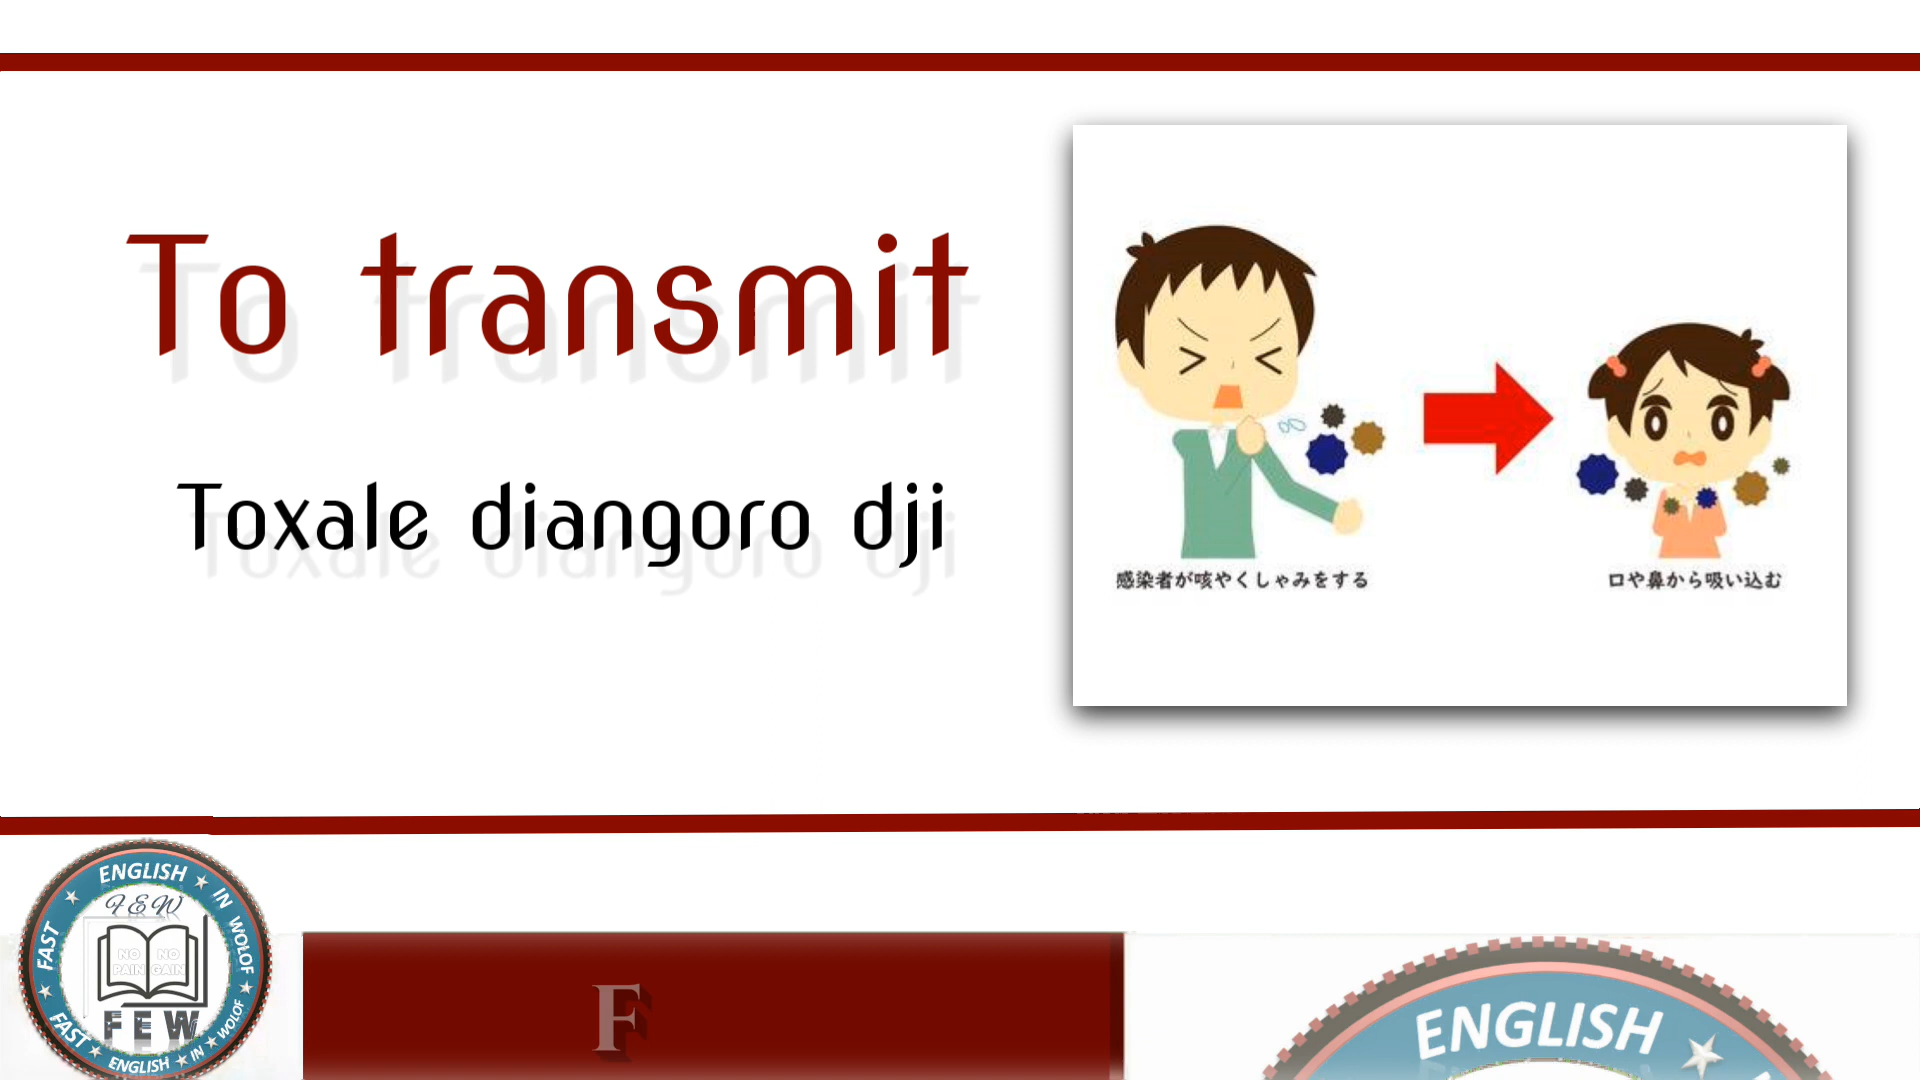 To transmit
Toxale diangoro dji
感染者が咳やくしゃみをする
口や鼻から吸い込む
ENGLISH ★ IN WOLOF ★ FAST
F & W
NO NO
PAIN GAIN
FEW
FAST ★ ENGLISH ★ IN WOLOF
F
ENGLISH